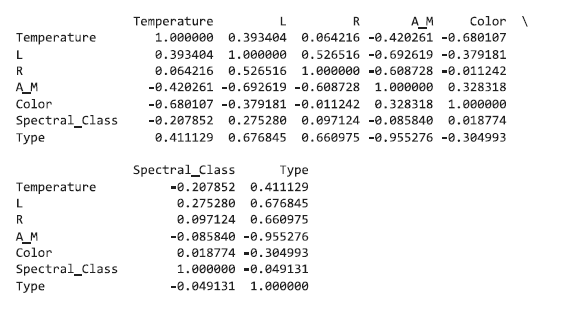 Temperature L R A_M Color \
Temperature 1.000000 0.393404 0.064216 -0.420261 -0.680107
L 0.393404 1.000000 0.526516 -0.692619 -0.379181
R 0.064216 0.526516 1.000000 -0.608728 -0.011242
A_M -0.420261 -0.692619 -0.608728 1.000000 0.328318
Color -0.680107 -0.379181 -0.011242 0.328318 1.000000
Spectral_Class -0.207852 0.275280 0.097124 -0.085840 0.018774
Type 0.411129 0.676845 0.660975 -0.955276 -0.304993
Spectral_Class Type
Temperature -0.207852 0.411129
L 0.275280 0.676845
R 0.097124 0.660975
A_M -0.085840 -0.955276
Color 0.018774 -0.304993
Spectral_Class 1.000000 -0.049131
Type -0.049131 1.000000